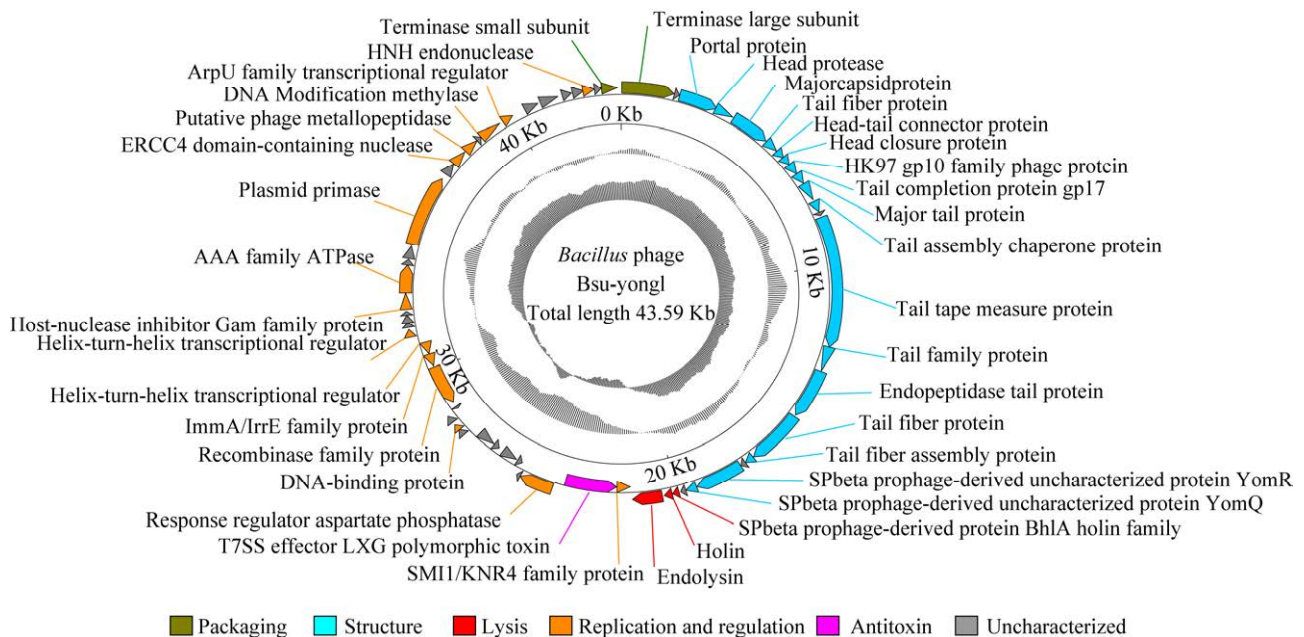 Terminase small subunit
HNH endonuclease
ArpU family transcriptional regulator
DNA Modification methylase
Putative phage metallopeptidase
ERCC4 domain-containing nuclease
Plasmid primase
AAA family ATPase
Host-nuclease inhibitor Gam family protein
Helix-turn-helix transcriptional regulator
Helix-turn-helix transcriptional regulator
ImmA/IrrE family protein
Recombinase family protein
DNA-binding protein
Response regulator aspartate phosphatase
T7SS effector LXG polymorphic toxin
SMI1/KNR4 family protein
Terminase large subunit
Portal protein
Head protease
Majorcapsidprotein
Tail fiber protein
Head-tail connector protein
Head closure protein
HK97 gp10 family phagc protcin
Tail completion protein gp17
Major tail protein
Tail assembly chaperone protein
Tail tape measure protein
Tail family protein
Endopeptidase tail protein
Tail fiber protein
Tail fiber assembly protein
SPbeta prophage-derived uncharacterized protein YomR
SPbeta prophage-derived uncharacterized protein YomQ
SPbeta prophage-derived protein BhlA holin family
Holin
Endolysin
0 Kb
10 Kb
20 Kb
30 Kb
40 Kb
Bacillus phage
Bsu-yongl
Total length 43.59 Kb
Packaging
Structure
Lysis
Replication and regulation
Antitoxin
Uncharacterized